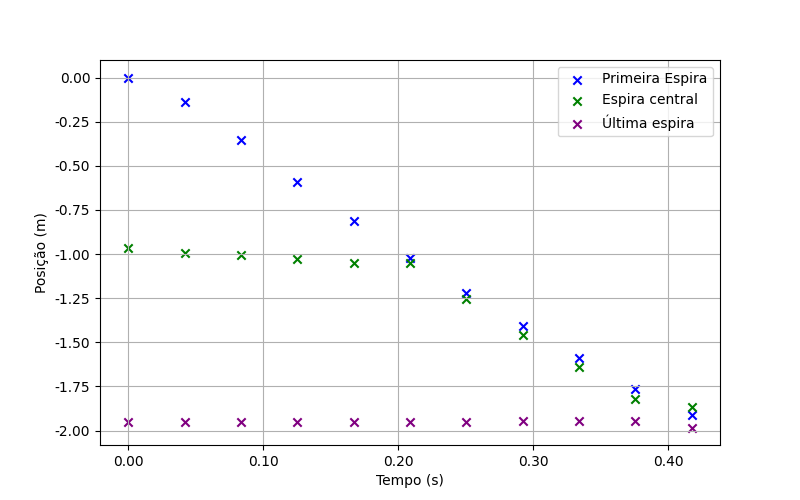 Primeira Espira
Espira central
Última espira
0.00
-0.25
-0.50
-0.75
-1.00
-1.25
-1.50
-1.75
-2.00
Posição (m)
0.00 0.10 0.20 0.30 0.40
Tempo (s)